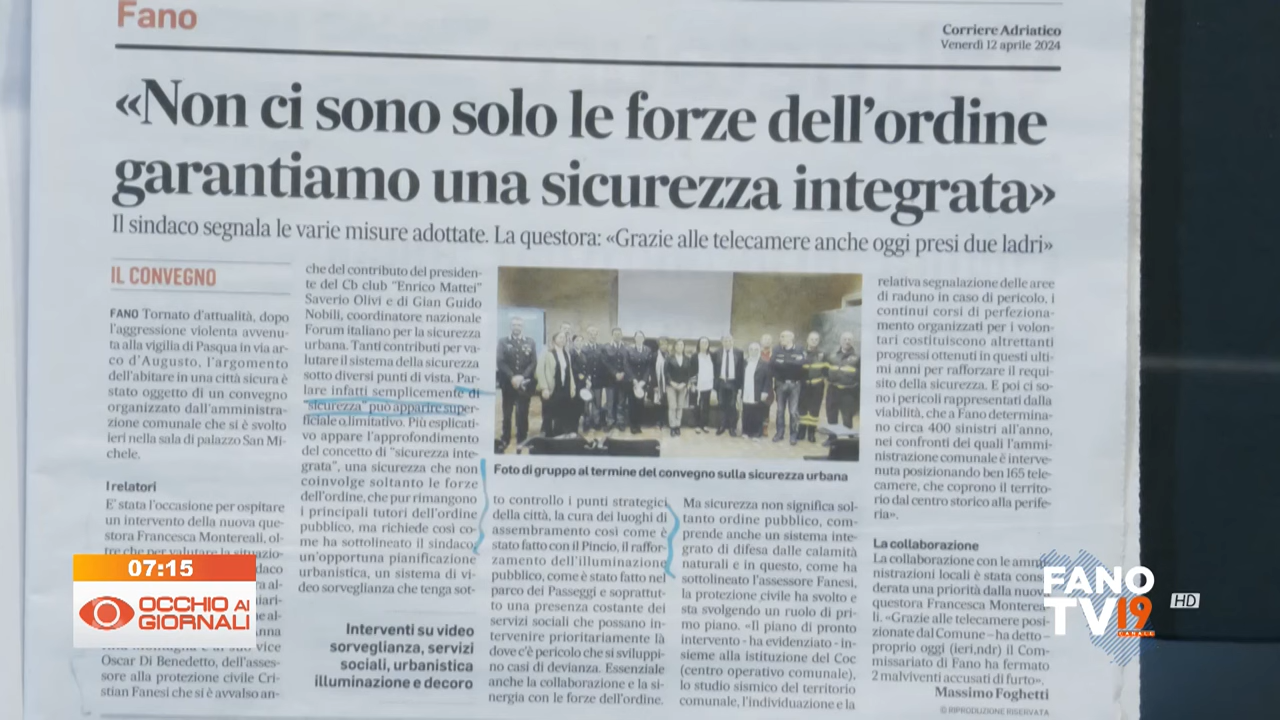 Fano
Corriere Adriatico
Venerdì 12 aprile 2024
«Non ci sono solo le forze dell'ordine
garantiamo una sicurezza integrata»
Il sindaco segnala le varie misure adottate. La questora: «Grazie alle telecamere anche oggi presi due ladri»
IL CONVEGNO
FANO Tornato d'attualità, dopo
l'aggressione violenta avvenu-
ta alla vigilia di Pasqua in via ar-
co d'Augusto, l'argomento
dell'abitare in una città sicura è
stato oggetto di un convegno
organizzato dall'amministra-
zione comunale che si è svolto
ieri nella sala di palazzo San Mi-
chele.
I relatori
E' stata l'occasione per ospitare
un intervento della nuova que-
stora Francesca Montereali, ol-
tre che per valutare la situazio-
daco
al-
ari-
al-
nna
vice
Oscar Di Benedetto, dell'asses-
sore alla protezione civile Cri-
stian Fanesi che si è avvalso an-
che del contributo del presiden-
te del Cb club "Enrico Mattei"
Saverio Olivi e di Gian Guido
Nobili, coordinatore nazionale
Forum italiano per la sicurezza
urbana. Tanti contributi per va-
lutare il sistema della sicurezza
sotto diversi punti di vista. Par-
lare infatti semplicemente di
"sicurezza" può apparire super-
ficiale o limitativo. Più esplicati-
vo appare l'approfondimento
del concetto di "sicurezza inte-
grata", una sicurezza che non
coinvolge soltanto le forze
dell'ordine, che pur rimangono
i principali tutori dell'ordine
pubblico, ma richiede così co-
me ha sottolineato il sindaco
un'opportuna pianificazione
urbanistica, un sistema di vi-
deo sorveglianza che tenga sot-
Interventi su video
sorveglianza, servizi
sociali, urbanistica
illuminazione e decoro
Foto di gruppo al termine del convegno sulla sicurezza urbana
to controllo i punti strategici
della città, la cura dei luoghi di
assembramento così come è
stato fatto con il Pincio, il raffor-
zamento dell'illuminazione
pubblico, come è stato fatto nel
parco dei Passeggi e soprattut-
to una presenza costante dei
servizi sociali che possano in-
tervenire prioritariamente là
dove c'è pericolo che si sviluppi-
no casi di devianza. Essenziale
anche la collaborazione e la si-
nergia con le forze dell'ordine.
Ma sicurezza non significa sol-
tanto ordine pubblico, com-
prende anche un sistema inte-
grato di difesa dalle calamità
naturali e in questo, come ha
sottolineato l'assessore Fanesi,
la protezione civile ha svolto e
sta svolgendo un ruolo di pri-
mo piano. «Il piano di pronto
intervento - ha evidenziato - in-
sieme alla istituzione del Coc
(centro operativo comunale),
lo studio sismico del territorio
comunale, l'individuazione e la
relativa segnalazione delle aree
di raduno in caso di pericolo, i
continui corsi di perfeziona-
mento organizzati per i volon-
tari costituiscono altrettanti
progressi ottenuti in questi ulti-
mi anni per rafforzare il requi-
sito della sicurezza. E poi ci so-
no i pericoli rappresentati dalla
viabilità, che a Fano determina-
no circa 400 sinistri all'anno,
nei confronti dei quali l'ammi-
nistrazione comunale è interve-
nuta posizionando ben 165 tele-
camere, che coprono il territo-
rio dal centro storico alla perife-
ria».
La collaborazione
La collaborazione con le ammi-
nistrazioni locali è stata consi-
derata una priorità dalla nuov
questora Francesca Monterea
li. «Grazie alle telecamere posi-
zionate dal Comune – ha detto –
proprio oggi (ieri,ndr) il Com-
missariato di Fano ha fermato
2 malviventi accusati di furto».
Massimo Foghetti
© RIPRODUZIONE RISERVATA
07:15
OCCHIO AI
GIORNALI
FANO
TV19
CANALE
HD